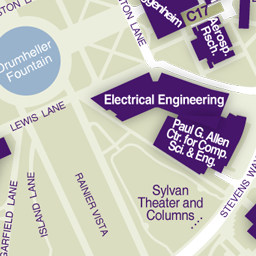 C17
Aerosp.
Rsch.
Drumheller
Fountain
LEWIS LANE
Electrical Engineering
Paul G. Allen
Ctr. for Comp.
Sci. & Eng.
Sylvan
Theater and
Columns
RAINIER VISTA
ISLAND LANE
GARFIELD LANE
STEVENS WA